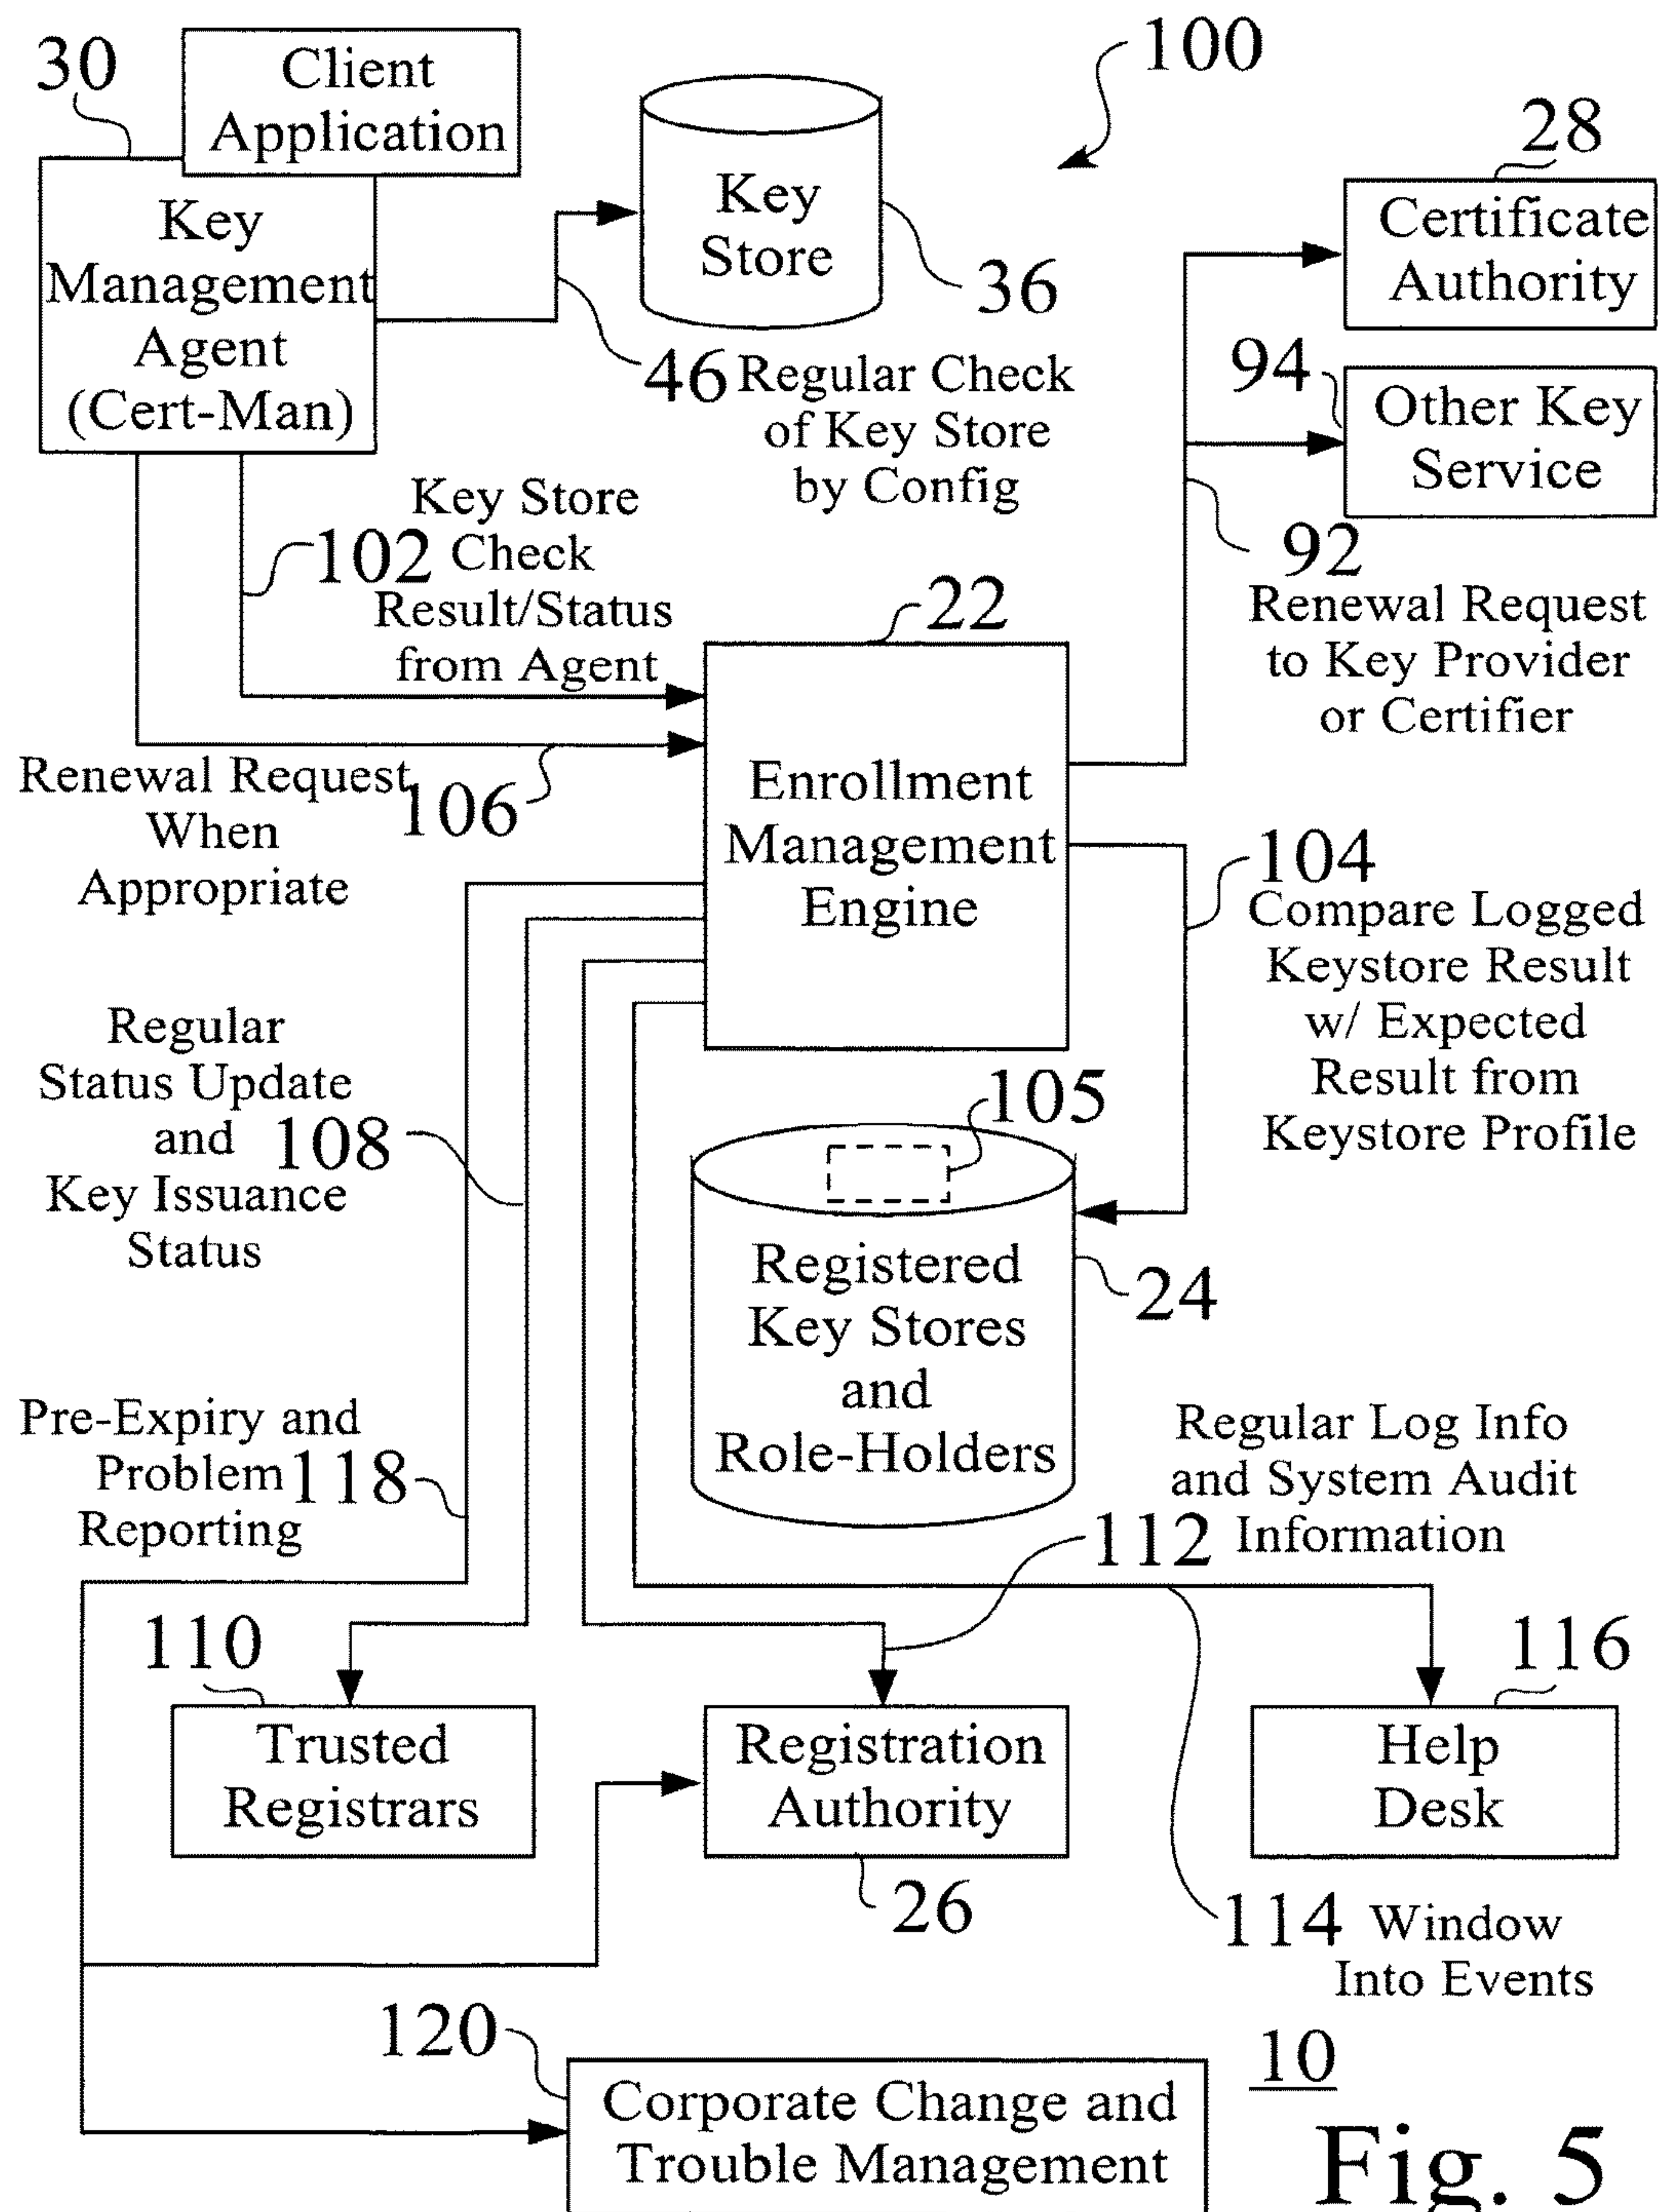 100
30
Client
Application
28
Key
Store
Certificate
Authority
Key
Management
Agent
(Cert-Man)
36
94
46 Regular Check
of Key Store
by Config
Other Key
Service
Key Store
102 Check
Result/Status
from Agent
92
Renewal Request
to Key Provider
or Certifier
22
Renewal Request
When
Appropriate
106
Enrollment
Management
Engine
104
Compare Logged
Keystore Result
w/ Expected
Result from
Keystore Profile
Regular
Status Update
and 108
Key Issuance
Status
105
Registered
Key Stores
and
Role-Holders
24
Pre-Expiry and
Problem 118
Reporting
Regular Log Info
and System Audit
112 Information
110
116
Trusted
Registrars
Registration
Authority
Help
Desk
26
114 Window
Into Events
120
Corporate Change and
Trouble Management
10
Fig. 5